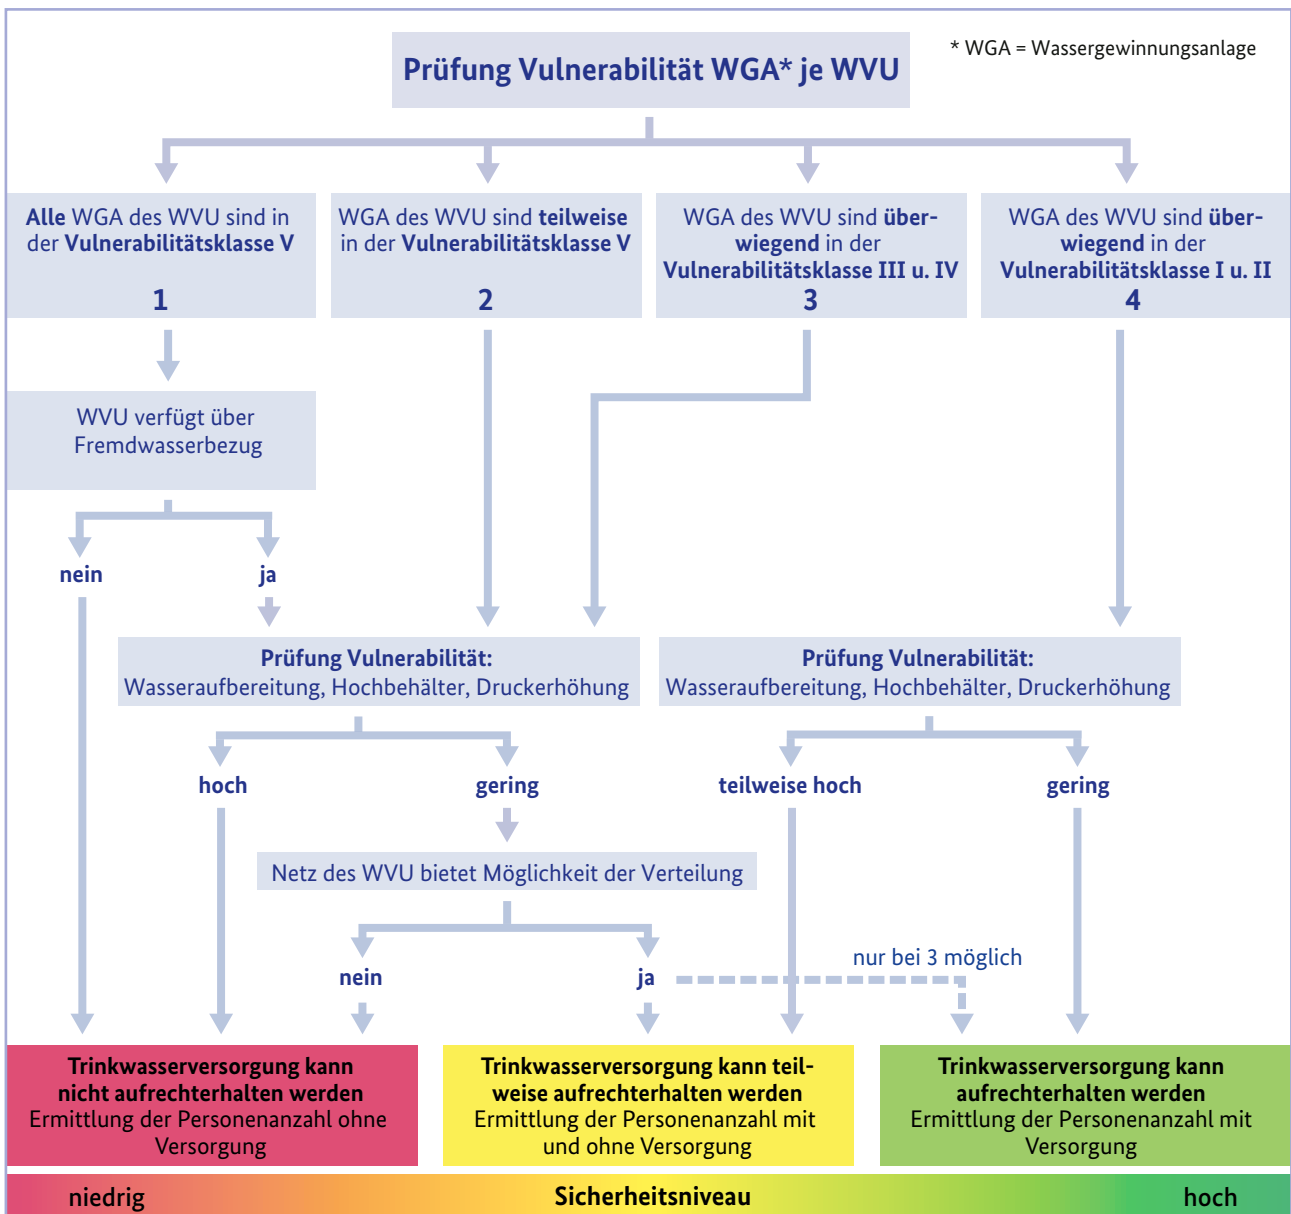 * WGA = Wassergewinnungsanlage
Prüfung Vulnerabilität WGA* je WVU
Alle WGA des WVU sind in
der Vulnerabilitätsklasse V
1
WGA des WVU sind teilweise
in der Vulnerabilitätsklasse V
2
WGA des WVU sind über-
wiegend in der
Vulnerabilitätsklasse III u. IV
3
WGA des WVU sind über-
wiegend in der
Vulnerabilitätsklasse I u. II
4
WVU verfügt über
Fremdwasserbezug
nein
ja
Prüfung Vulnerabilität:
Wasseraufbereitung, Hochbehälter, Druckerhöhung
Prüfung Vulnerabilität:
Wasseraufbereitung, Hochbehälter, Druckerhöhung
hoch
gering
teilweise hoch
gering
Netz des WVU bietet Möglichkeit der Verteilung
nein
ja
nur bei 3 möglich
Trinkwasserversorgung kann
nicht aufrechterhalten werden
Ermittlung der Personenanzahl ohne
Versorgung
Trinkwasserversorgung kann teil-
weise aufrechterhalten werden
Ermittlung der Personenanzahl mit
und ohne Versorgung
Trinkwasserversorgung kann
aufrechterhalten werden
Ermittlung der Personenanzahl mit
Versorgung
niedrig
Sicherheitsniveau
hoch